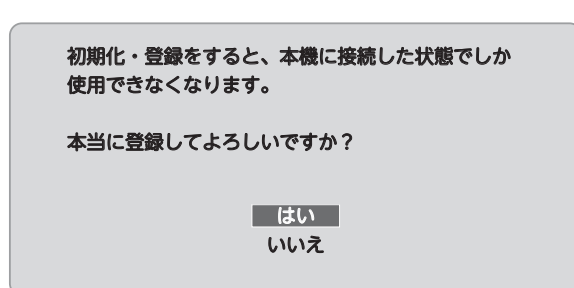 初期化・登録をすると、本機に接続した状態でしか
使用できなくなります。
本当に登録してよろしいですか？
はい
いいえ